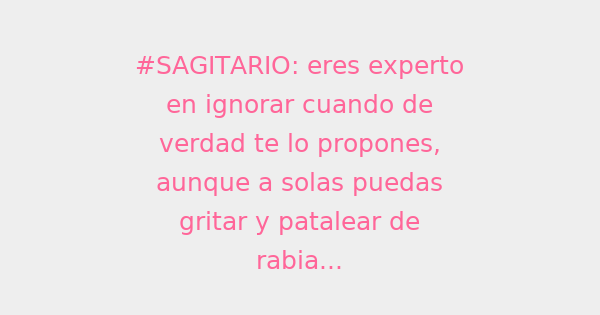 #SAGITARIO: eres experto
en ignorar cuando de
verdad te lo propones,
aunque a solas puedas
gritar y patalear de
rabia...